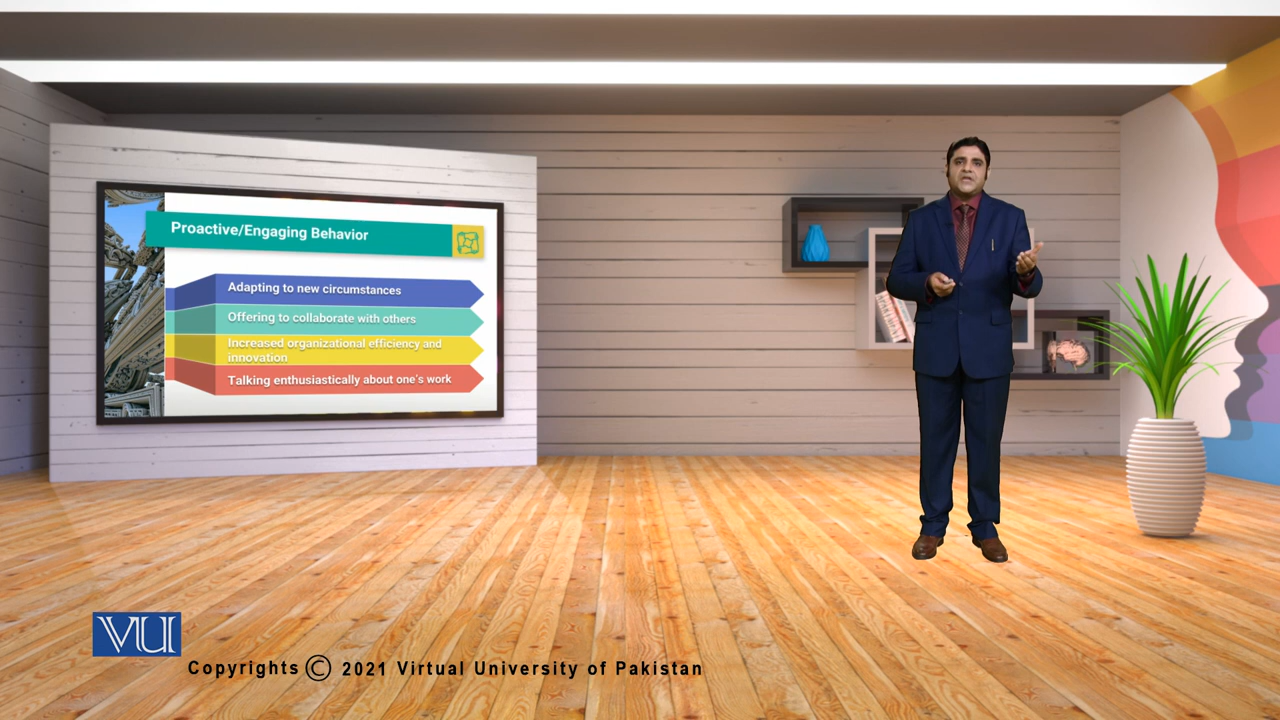 Proactive/Engaging Behavior
Adapting to new circumstances
Offering to collaborate with others
Increased organizational efficiency and
innovation
Talking enthusiastically about one's work
VU
Copyrights © 2021 Virtual University of Pakistan